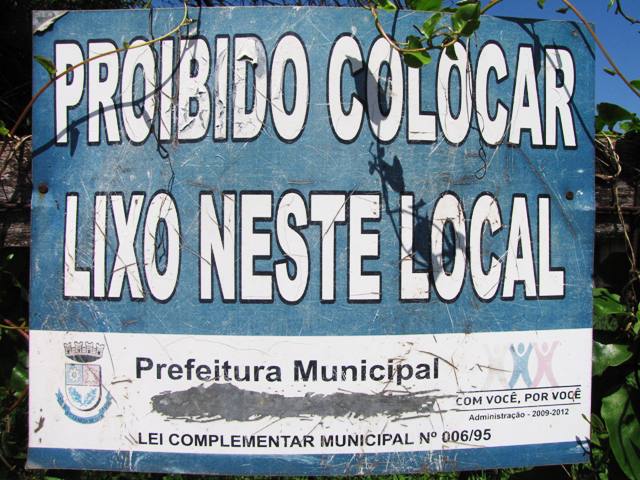 PROIBIDO COLOCAR
LIXO NESTE LOCAL
Prefeitura Municipal
COM VOCÊ, POR VOCÊ
Administração - 2009-2012
LEI COMPLEMENTAR MUNICIPAL Nº 006/95